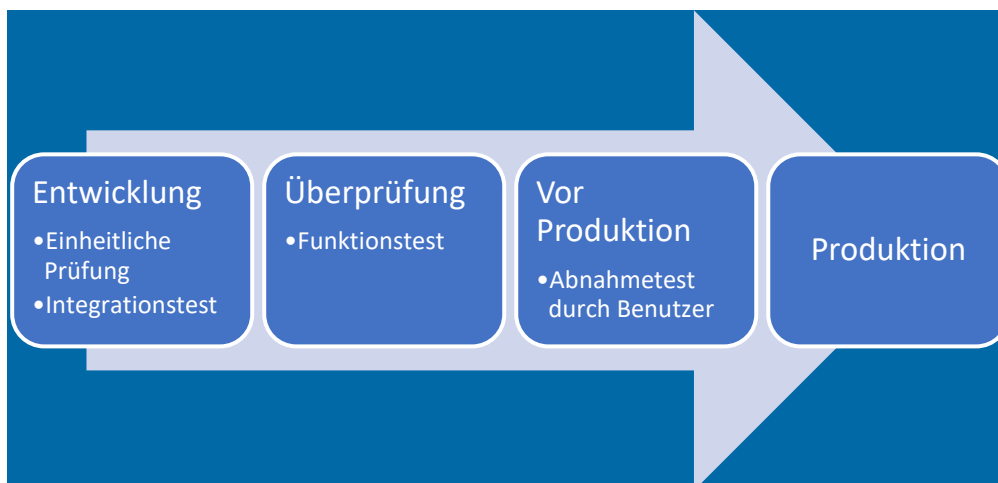 Entwicklung
•Einheitliche
Prüfung
•Integrationstest
Überprüfung
•Funktionstest
Vor
Produktion
•Abnahmetest
durch Benutzer
Produktion